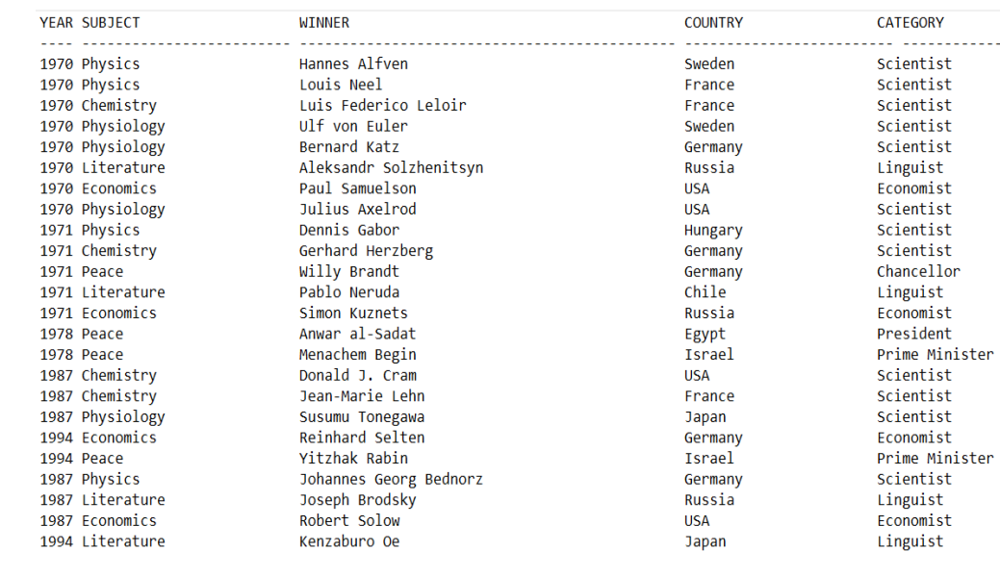 YEAR SUBJECT WINNER COUNTRY CATEGORY
---- ------------------------- --------------------------------------------- ------------------------- ------------
1970 Physics Hannes Alfven Sweden Scientist
1970 Physics Louis Neel France Scientist
1970 Chemistry Luis Federico Leloir France Scientist
1970 Physiology Ulf von Euler Sweden Scientist
1970 Physiology Bernard Katz Germany Scientist
1970 Literature Aleksandr Solzhenitsyn Russia Linguist
1970 Economics Paul Samuelson USA Economist
1970 Physiology Julius Axelrod USA Scientist
1971 Physics Dennis Gabor Hungary Scientist
1971 Chemistry Gerhard Herzberg Germany Scientist
1971 Peace Willy Brandt Germany Chancellor
1971 Literature Pablo Neruda Chile Linguist
1971 Economics Simon Kuznets Russia Economist
1978 Peace Anwar al-Sadat Egypt President
1978 Peace Menachem Begin Israel Prime Minister
1987 Chemistry Donald J. Cram USA Scientist
1987 Chemistry Jean-Marie Lehn France Scientist
1987 Physiology Susumu Tonegawa Japan Scientist
1994 Economics Reinhard Selten Germany Economist
1994 Peace Yitzhak Rabin Israel Prime Minister
1987 Physics Johannes Georg Bednorz Germany Scientist
1987 Literature Joseph Brodsky Russia Linguist
1987 Economics Robert Solow USA Economist
1994 Literature Kenzaburo Oe Japan Linguist